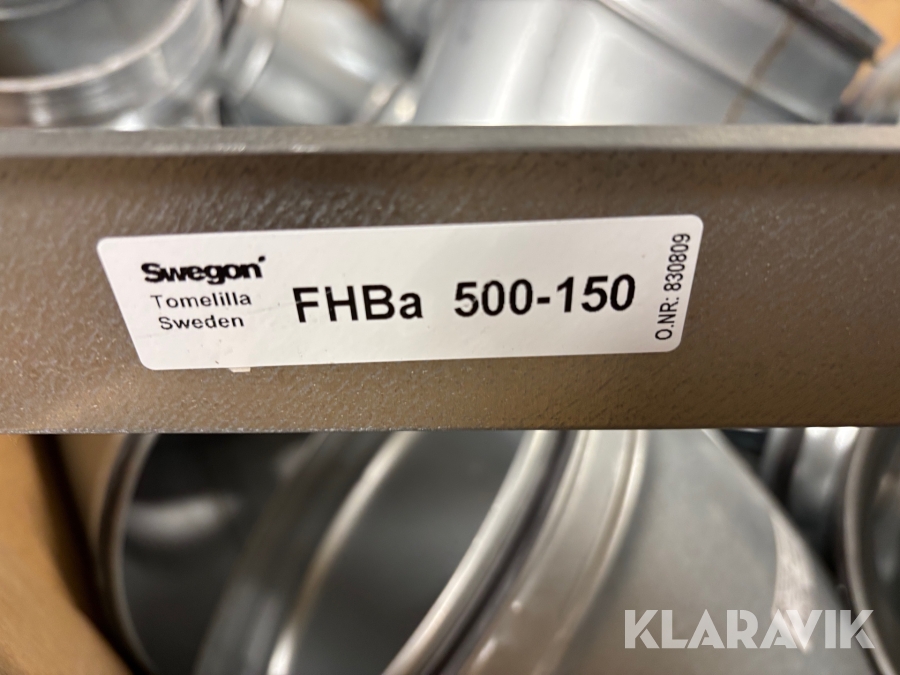 Swegon
Tomelilla
Sweden
FHBa 500-150
O.NR: 830809
KLARAVIK